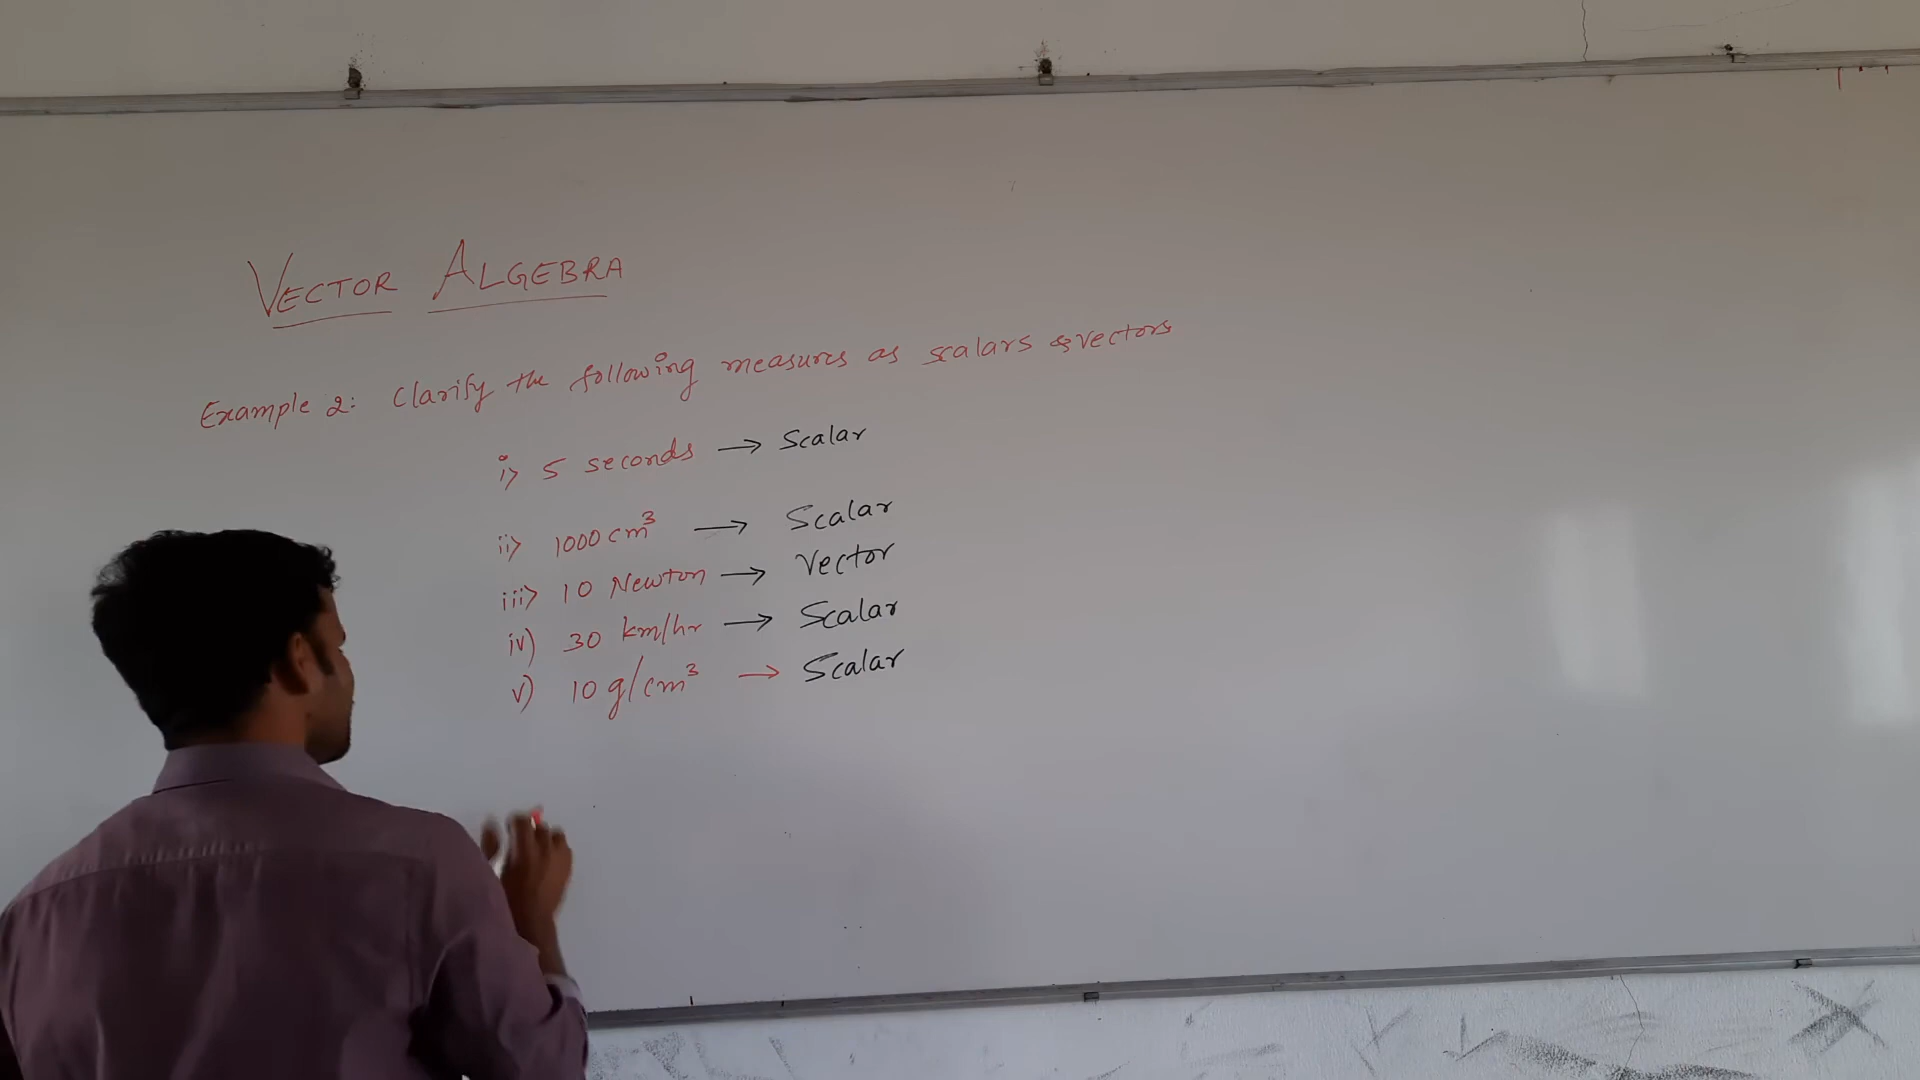 VECTOR ALGEBRA
Example 2: Clarify the following measures as scalars & vectors
i) 5 seconds → Scalar
ii) 1000 cm³ → Scalar
iii) 10 Newton → Vector
iv) 30 km/hr → Scalar
v) 10 g/cm³ → Scalar